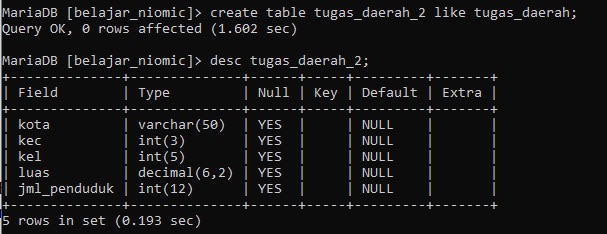 MariaDB [belajar_niomic]> create table tugas_daerah_2 like tugas_daerah;
Query OK, 0 rows affected (1.602 sec)
MariaDB [belajar_niomic]> desc tugas_daerah_2;
+--------------+--------------+------+-----+---------+-------+
| Field        | Type         | Null | Key | Default | Extra |
+--------------+--------------+------+-----+---------+-------+
| kota         | varchar(50)  | YES  |     | NULL    |       |
| kec          | int(3)       | YES  |     | NULL    |       |
| kel          | int(5)       | YES  |     | NULL    |       |
| luas         | decimal(6,2) | YES  |     | NULL    |       |
| jml_penduduk | int(12)      | YES  |     | NULL    |       |
+--------------+--------------+------+-----+---------+-------+
5 rows in set (0.193 sec)